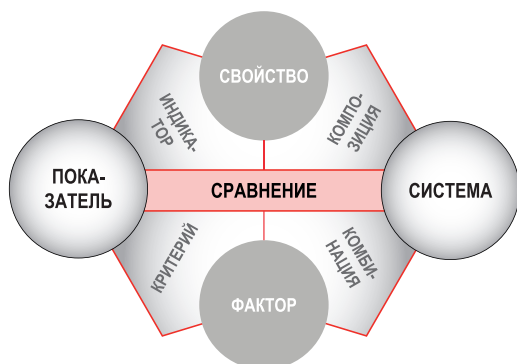 СВОЙСТВО
ИНДИКА-
ТОР
КОМПО-
ЗИЦИЯ
ПОКА-
ЗАТЕЛЬ
СРАВНЕНИЕ
СИСТЕМА
КРИТЕРИЙ
КОМБИ-
НАЦИЯ
ФАКТОР